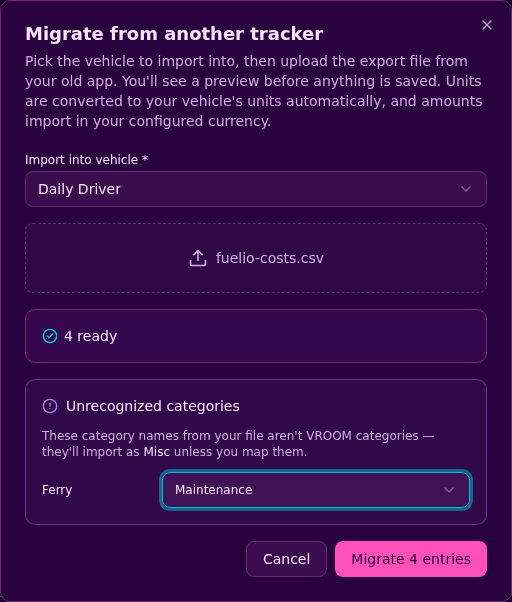 Migrate from another tracker
Pick the vehicle to import into, then upload the export file from
your old app. You'll see a preview before anything is saved. Units
are converted to your vehicle's units automatically, and amounts
import in your configured currency.
Import into vehicle *
Daily Driver
fuelio-costs.csv
4 ready
Unrecognized categories
These category names from your file aren't VROOM categories —
they'll import as Misc unless you map them.
Ferry
Maintenance
Cancel
Migrate 4 entries